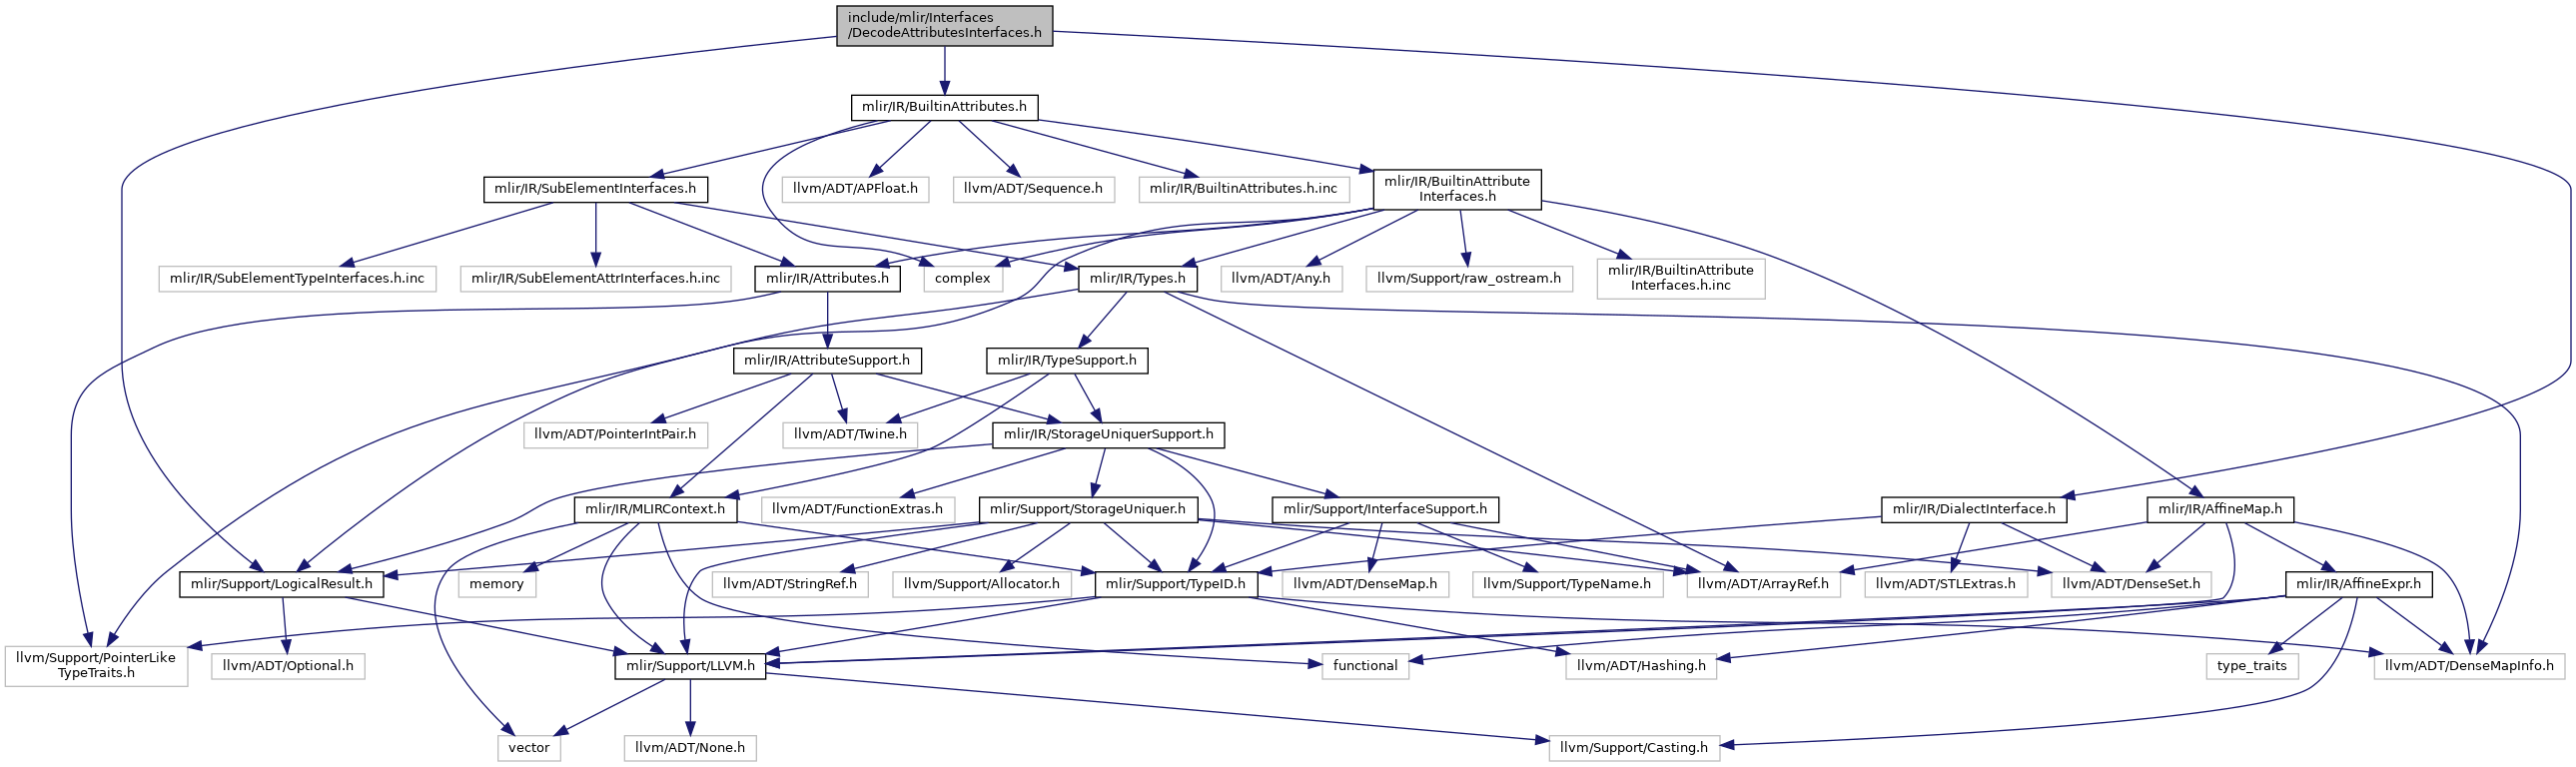 include/mlir/Interfaces
/DecodeAttributesInterfaces.h
mlir/IR/BuiltinAttributes.h
mlir/IR/SubElementInterfaces.h
llvm/ADT/APFloat.h
llvm/ADT/Sequence.h
mlir/IR/BuiltinAttributes.h.inc
mlir/IR/BuiltinAttribute
Interfaces.h
mlir/IR/SubElementTypeInterfaces.h.inc
mlir/IR/SubElementAttrInterfaces.h.inc
mlir/IR/Attributes.h
complex
mlir/IR/Types.h
llvm/ADT/Any.h
llvm/Support/raw_ostream.h
mlir/IR/BuiltinAttribute
Interfaces.h.inc
mlir/IR/AttributeSupport.h
mlir/IR/TypeSupport.h
llvm/ADT/PointerIntPair.h
llvm/ADT/Twine.h
mlir/IR/StorageUniquerSupport.h
mlir/IR/MLIRContext.h
llvm/ADT/FunctionExtras.h
mlir/Support/StorageUniquer.h
mlir/Support/InterfaceSupport.h
mlir/IR/DialectInterface.h
mlir/IR/AffineMap.h
mlir/Support/LogicalResult.h
memory
llvm/ADT/StringRef.h
llvm/Support/Allocator.h
mlir/Support/TypeID.h
llvm/ADT/DenseMap.h
llvm/Support/TypeName.h
llvm/ADT/ArrayRef.h
llvm/ADT/STLExtras.h
llvm/ADT/DenseSet.h
mlir/IR/AffineExpr.h
llvm/Support/PointerLike
TypeTraits.h
llvm/ADT/Optional.h
mlir/Support/LLVM.h
functional
llvm/ADT/Hashing.h
type_traits
llvm/ADT/DenseMapInfo.h
vector
llvm/ADT/None.h
llvm/Support/Casting.h